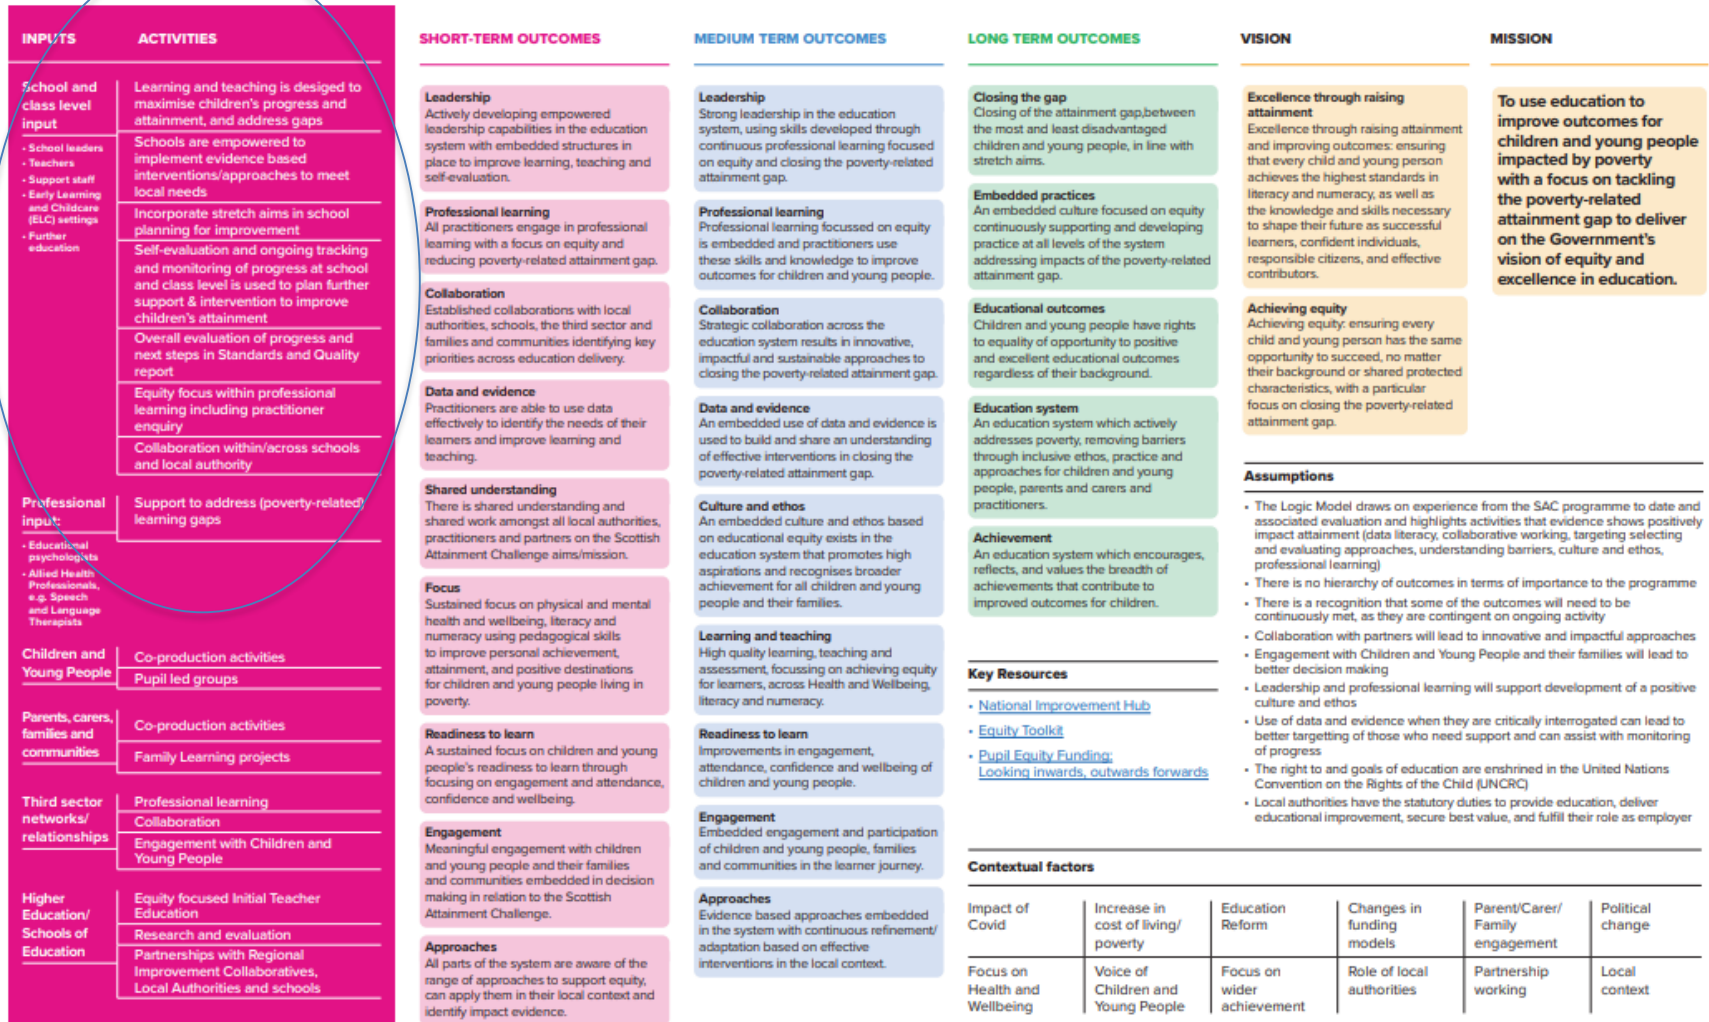 INPUTS
ACTIVITIES
School and
class level
input
• School leaders
• Teachers
• Support staff
• Early Learning
and Childcare
(ELC) settings
• Further
education
Learning and teaching is desiged to
maximise children's progress and
attainment, and address gaps
Schools are empowered to
implement evidence based
interventions/approaches to meet
local needs
Incorporate stretch aims in school
planning for improvement
Self-evaluation and ongoing tracking
and monitoring of progress at school
and class level is used to plan further
support & intervention to improve
children's attainment
Overall evaluation of progress and
next steps in Standards and Quality
report
Equity focus within professional
learning including practitioner
enquiry
Collaboration within/across schools
and local authority
Professional
input:
• Educational
psychologists
• Allied Health
Professionals,
e.g. Speech
and Language
Therapists
Support to address (poverty-related)
learning gaps
Children and
Young People
Co-production activities
Pupil led groups
Parents, carers,
families and
communities
Co-production activities
Family Learning projects
Third sector
networks/
relationships
Professional learning
Collaboration
Engagement with Children and
Young People
Higher
Education/
Schools of
Education
Equity focused Initial Teacher
Education
Research and evaluation
Partnerships with Regional
Improvement Collaboratives,
Local Authorities and schools
SHORT-TERM OUTCOMES
Leadership
Actively developing empowered
leadership capabilities in the education
system with embedded structures in
place to improve learning, teaching and
self-evaluation.
Professional learning
All practitioners engage in professional
learning with a focus on equity and
reducing poverty-related attainment gap.
Collaboration
Established collaborations with local
authorities, schools, the third sector and
families and communities identifying key
priorities across education delivery.
Data and evidence
Practitioners are able to use data
effectively to identify the needs of their
learners and improve learning and
teaching.
Shared understanding
There is shared understanding and
shared work amongst all local authorities,
practitioners and partners on the Scottish
Attainment Challenge aims/mission.
Focus
Sustained focus on physical and mental
health and wellbeing, literacy and
numeracy using pedagogical skills
to improve personal achievement,
attainment, and positive destinations
for children and young people living in
poverty.
Readiness to learn
A sustained focus on children and young
people's readiness to learn through
focusing on engagement and attendance,
confidence and wellbeing.
Engagement
Meaningful engagement with children
and young people and their families
and communities embedded in decision
making in relation to the Scottish
Attainment Challenge.
Approaches
All parts of the system are aware of the
range of approaches to support equity,
can apply them in their local context and
identify impact evidence.
MEDIUM TERM OUTCOMES
Leadership
Strong leadership in the education
system, using skills developed through
continuous professional learning focused
on equity and closing the poverty-related
attainment gap.
Professional learning
Professional learning focussed on equity
is embedded and practitioners use
these skills and knowledge to improve
outcomes for children and young people.
Collaboration
Strategic collaboration across the
education system results in innovative,
impactful and sustainable approaches to
closing the poverty-related attainment gap.
Data and evidence
An embedded use of data and evidence is
used to build and share an understanding
of effective interventions in closing the
poverty-related attainment gap.
Culture and ethos
An embedded culture and ethos based
on educational equity exists in the
education system that promotes high
aspirations and recognises broader
achievement for all children and young
people and their families.
Learning and teaching
High quality learning, teaching and
assessment, focussing on achieving equity
for learners, across Health and Wellbeing,
literacy and numeracy.
Readiness to learn
Improvements in engagement,
attendance, confidence and wellbeing of
children and young people.
Engagement
Embedded engagement and participation
of children and young people, families
and communities in the learner journey.
Approaches
Evidence based approaches embedded
in the system with continuous refinement/
adaptation based on effective
interventions in the local context.
LONG TERM OUTCOMES
Closing the gap
Closing of the attainment gap,between
the most and least disadvantaged
children and young people, in line with
stretch aims.
Embedded practices
An embedded culture focused on equity
continuously supporting and developing
practice at all levels of the system
addressing impacts of the poverty-related
attainment gap.
Educational outcomes
Children and young people have rights
to equality of opportunity to positive
and excellent educational outcomes
regardless of their background.
Education system
An education system which actively
addresses poverty, removing barriers
through inclusive ethos, practice and
approaches for children and young
people, parents and carers and
practitioners.
Achievement
An education system which encourages,
reflects, and values the breadth of
achievements that contribute to
improved outcomes for children.
Key Resources
• National Improvement Hub
• Equity Toolkit
• Pupil Equity Funding:
Looking inwards, outwards forwards
VISION
Excellence through raising
attainment
Excellence through raising attainment
and improving outcomes: ensuring
that every child and young person
achieves the highest standards in
literacy and numeracy, as well as
the knowledge and skills necessary
to shape their future as successful
learners, confident individuals,
responsible citizens, and effective
contributors.
Achieving equity
Achieving equity: ensuring every
child and young person has the same
opportunity to succeed, no matter
their background or shared protected
characteristics, with a particular
focus on closing the poverty-related
attainment gap.
MISSION
To use education to
improve outcomes for
children and young people
impacted by poverty
with a focus on tackling
the poverty-related
attainment gap to deliver
on the Government's
vision of equity and
excellence in education.
Assumptions
• The Logic Model draws on experience from the SAC programme to date and
associated evaluation and highlights activities that evidence shows positively
impact attainment (data literacy, collaborative working, targeting selecting
and evaluating approaches, understanding barriers, culture and ethos,
professional learning)
• There is no hierarchy of outcomes in terms of importance to the programme
• There is a recognition that some of the outcomes will need to be
continuously met, as they are contingent on ongoing activity
• Collaboration with partners will lead to innovative and impactful approaches
• Engagement with Children and Young People and their families will lead to
better decision making
• Leadership and professional learning will support development of a positive
culture and ethos
• Use of data and evidence when they are critically interrogated can lead to
better targetting of those who need support and can assist with monitoring
of progress
• The right to and goals of education are enshrined in the United Nations
Convention on the Rights of the Child (UNCRC)
• Local authorities have the statutory duties to provide education, deliver
educational improvement, secure best value, and fulfill their role as employer
Contextual factors
Impact of
Covid
Increase in
cost of living/
poverty
Education
Reform
Changes in
funding
models
Parent/Carer/
Family
engagement
Political
change
Focus on
Health and
Wellbeing
Voice of
Children and
Young People
Focus on
wider
achievement
Role of local
authorities
Partnership
working
Local
context